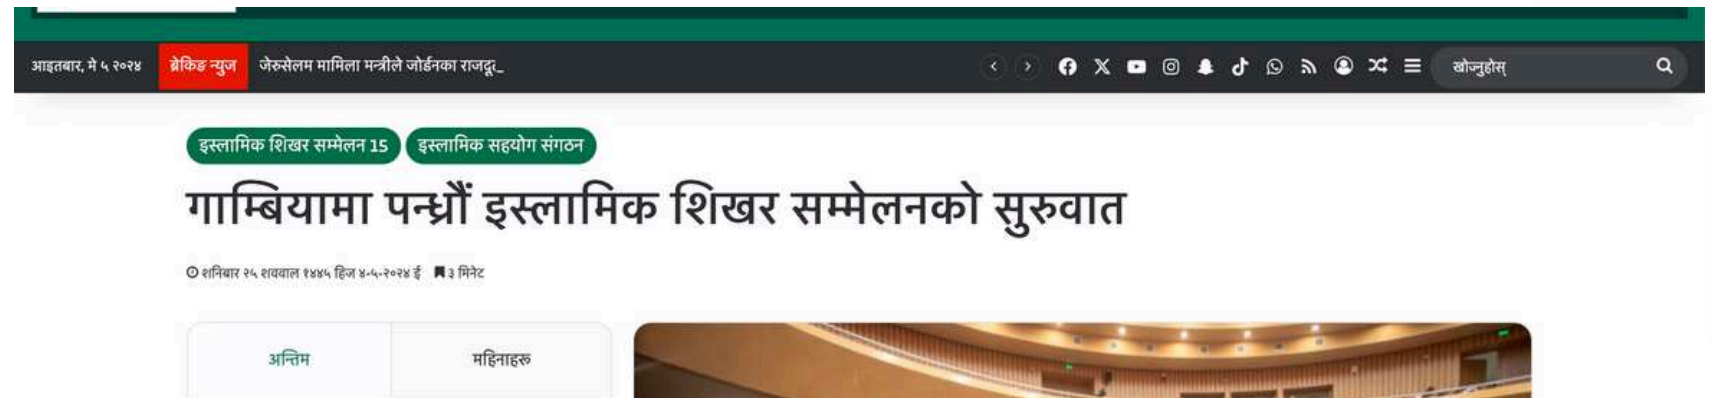 आइतबार, मे ५ २०२४ ब्रेकिङ न्युज जेरुसेलम मामिला मन्त्रीले जोर्डनका राजदूत_ खोज्नुहोस्
इस्लामिक शिखर सम्मेलन 15 इस्लामिक सहयोग संगठन
गाम्बियामा पन्ध्रौं इस्लामिक शिखर सम्मेलनको सुरुवात
शनिबार २५ शववाल १४४५ हिज ४-५-२०२४ ई ३ मिनेट
अन्तिम महिनाहरू